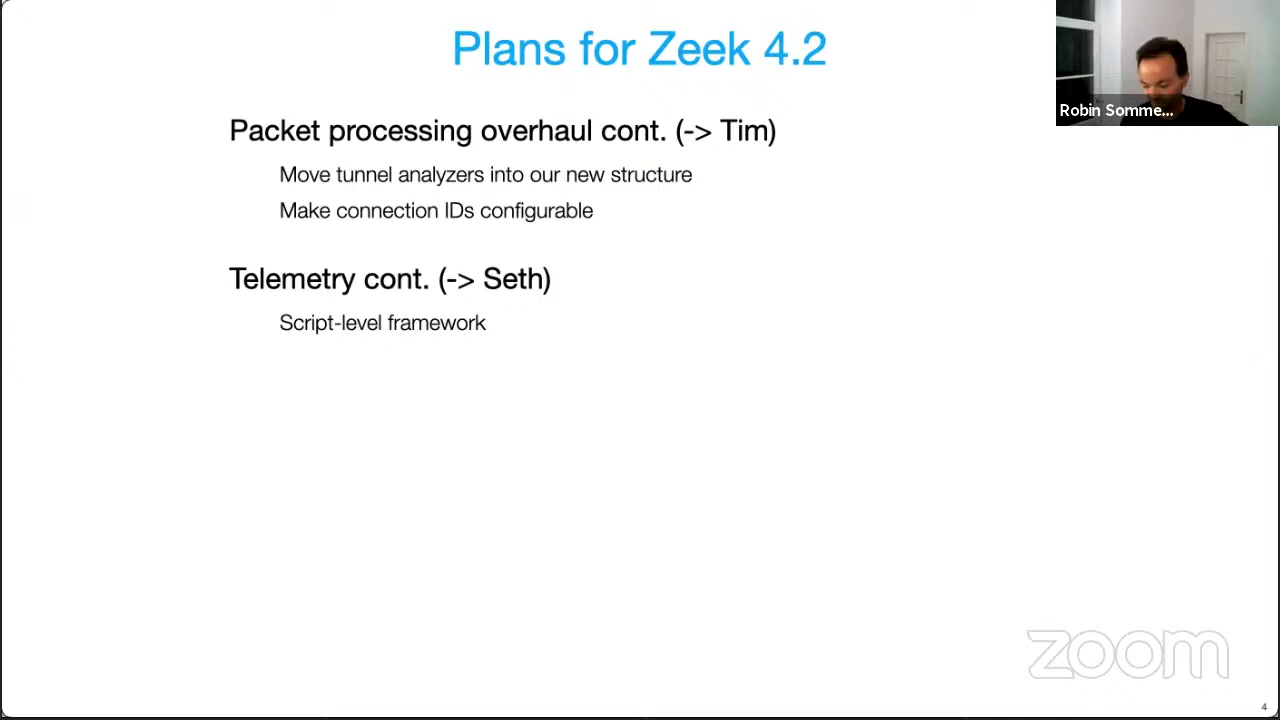 Plans for Zeek 4.2
Robin Somme...
Packet processing overhaul cont. (-> Tim)
Move tunnel analyzers into our new structure
Make connection IDs configurable
Telemetry cont. (-> Seth)
Script-level framework
zoom
4